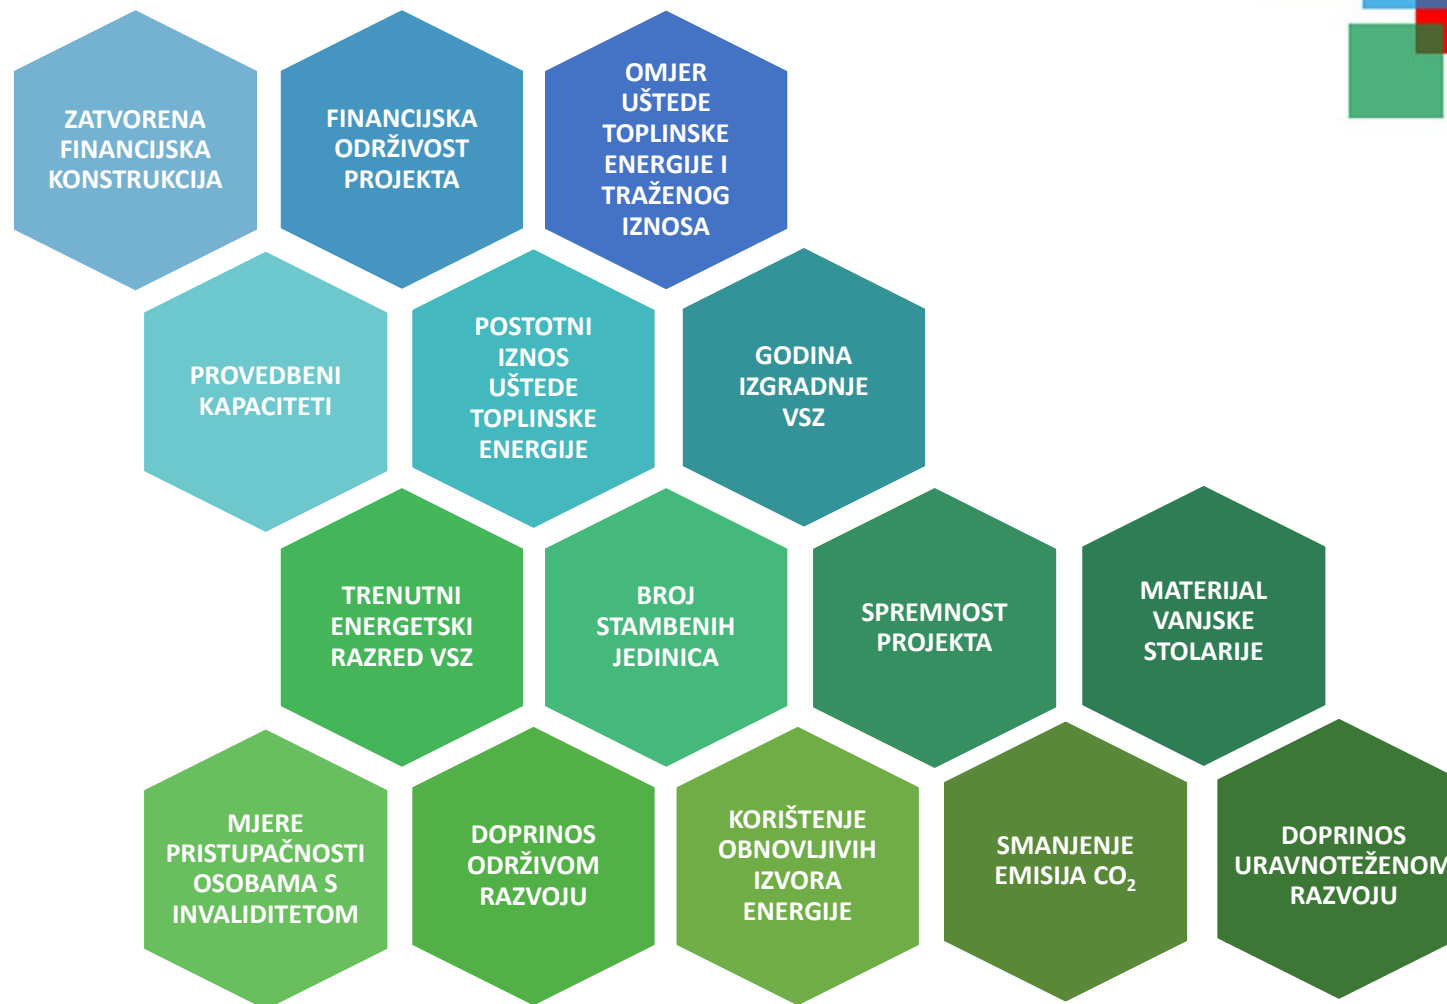 ZATVORENA
FINANCIJSKA
KONSTRUKCIJA
FINANCIJSKA
ODRŽIVOST
PROJEKTA
OMJER
UŠTEDE
TOPLINSKE
ENERGIJE I
TRAŽENOG
IZNOSA
PROVEDBENI
KAPACITETI
POSTOTNI
IZNOS
UŠTEDE
TOPLINSKE
ENERGIJE
GODINA
IZGRADNJE
VSZ
TRENUTNI
ENERGETSKI
RAZRED VSZ
BROJ
STAMBENIH
JEDINICA
SPREMNOST
PROJEKTA
MATERIJAL
VANJSKE
STOLARIJE
MJERE
PRISTUPAČNOSTI
OSOBAMA S
INVALIDITETOM
DOPRINOS
ODRŽIVOM
RAZVOJU
KORIŠTENJE
OBNOVLJIVIH
IZVORA
ENERGIJE
SMANJENJE
EMISIJA CO₂
DOPRINOS
URAVNOTEŽENOM
RAZVOJU